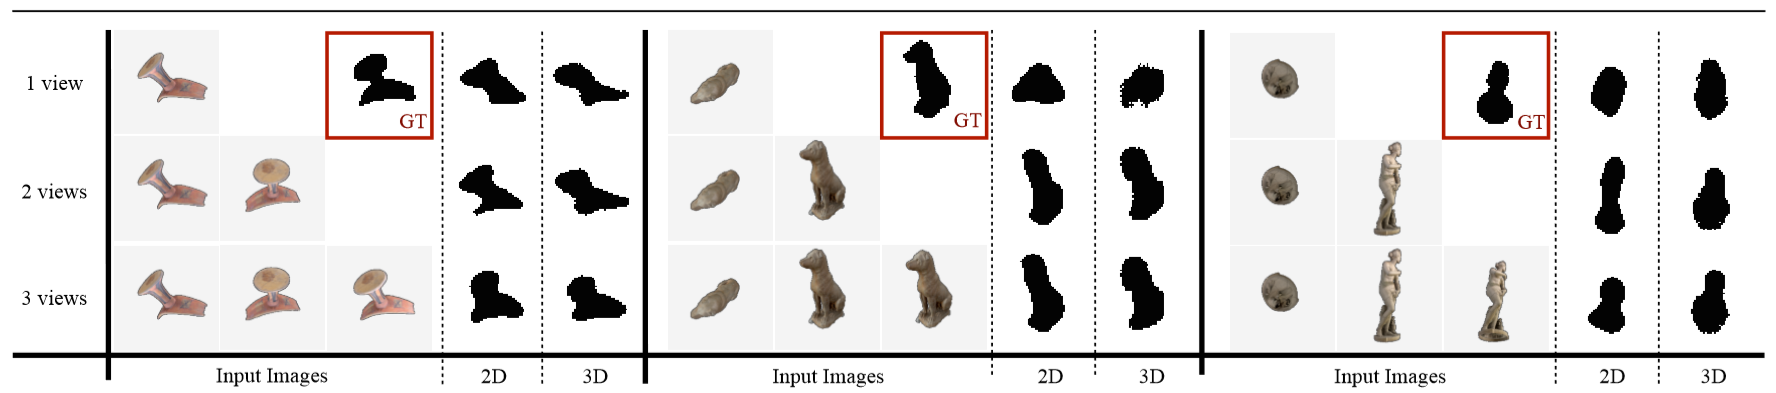 1 view
GT
GT
GT
2 views
3 views
Input Images 2D 3D Input Images 2D 3D Input Images 2D 3D